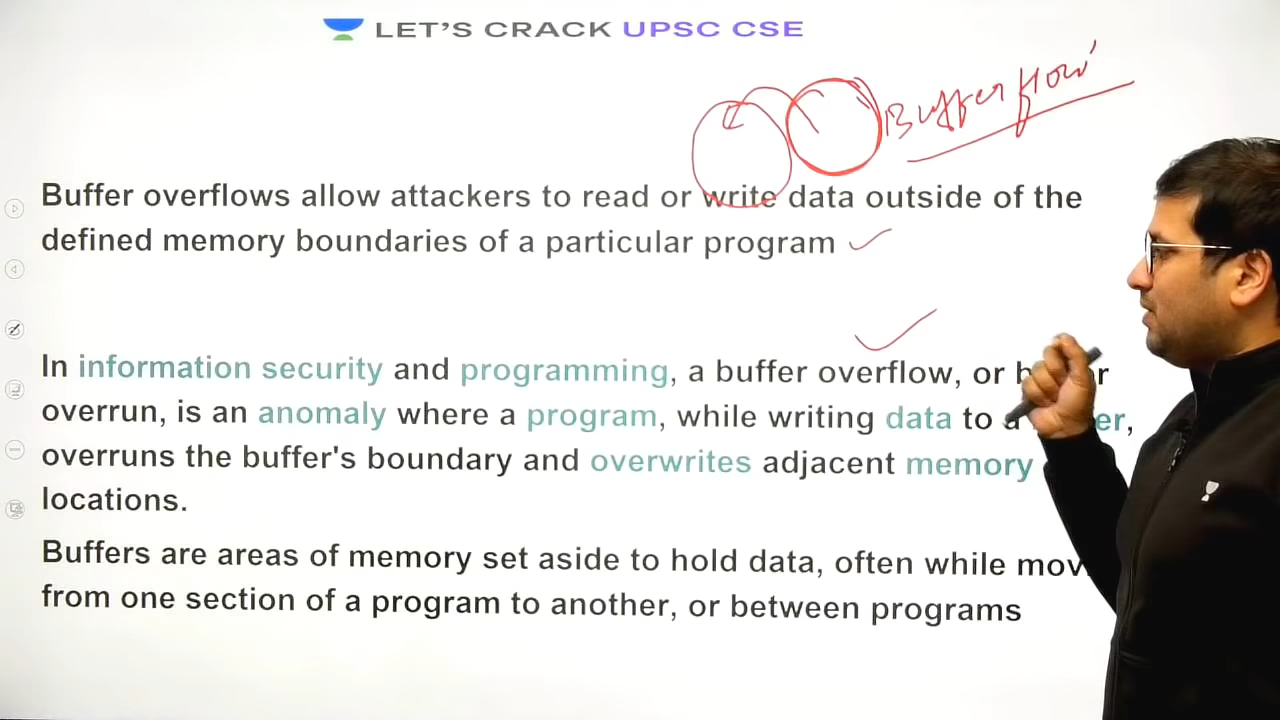 LET'S CRACK UPSC CSE
Bufferflow
Buffer overflows allow attackers to read or write data outside of the
defined memory boundaries of a particular program
In information security and programming, a buffer overflow, or
overrun, is an anomaly where a program, while writing data to a
overruns the buffer's boundary and overwrites adjacent memory
locations.
Buffers are areas of memory set aside to hold data, often while
from one section of a program to another, or between programs